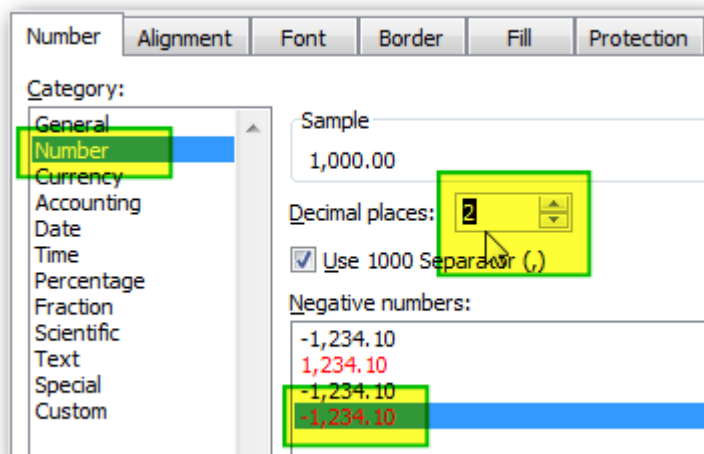 Number Alignment Font Border Fill Protection
Category:
General
Number
Currency
Accounting
Date
Time
Percentage
Fraction
Scientific
Text
Special
Custom
Sample
1,000.00
Decimal places: 2
Use 1000 Separator (,)
Negative numbers:
-1,234.10
1,234.10
-1,234.10
-1,234.10